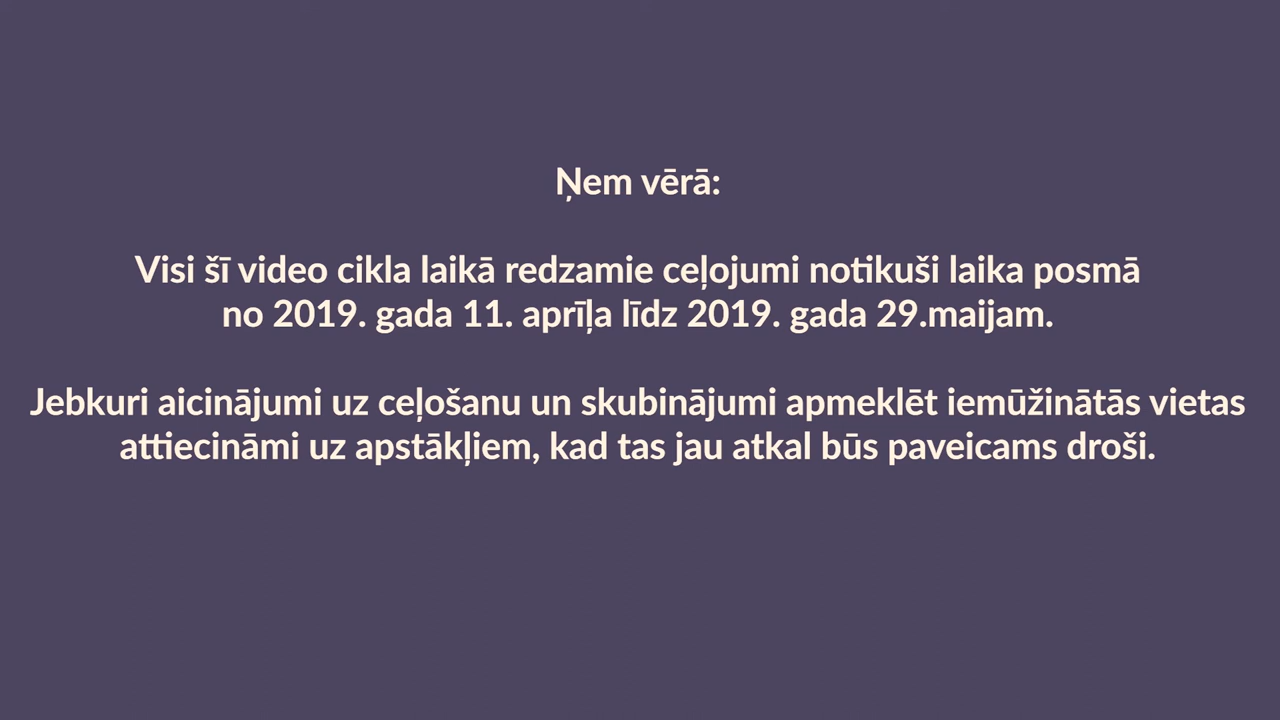 Ņem vērā:
Visi šī video cikla laikā redzamie ceļojumi notikuši laika posmā
no 2019. gada 11. aprīļa līdz 2019. gada 29.maijam.
Jebkuri aicinājumi uz ceļošanu un skubinājumi apmeklēt iemūžinātās vietas
attiecināmi uz apstākļiem, kad tas jau atkal būs paveicams droši.